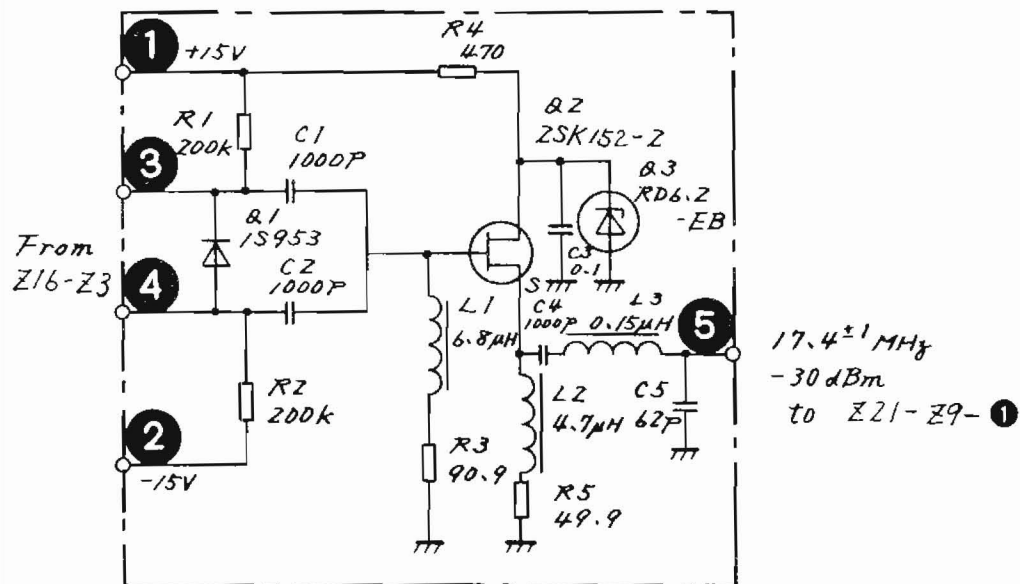 1
+15V
R4
470
R1
200k
C1
1000P
Q2
2SK152-2
3
Q3
RD6.2
-EB
Q1
1S953
From
Z16-Z3
C2
1000P
C3
0.1
4
S
C4
1000P
L3
0.15μH
5
L1
6.8μH
17.4±1 MHz
-30 dBm
to Z21-Z9-1
R2
200k
L2
4.7μH
C5
62P
2
-15V
R3
90.9
R5
49.9